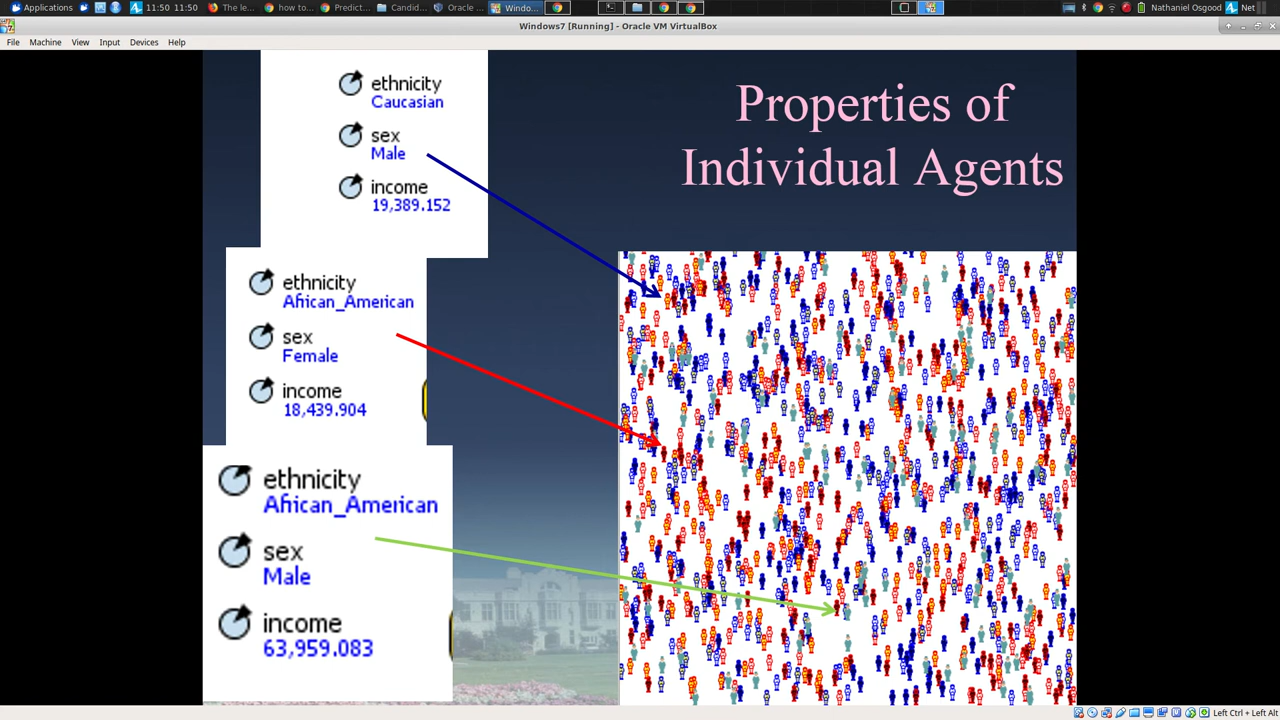 Applications
11:50 11:50
The le...
how to...
Predict...
Candid...
Oracle ...
Windo...
Nathaniel Osgood
Net
Windows7 [Running] - Oracle VM VirtualBox
File Machine View Input Devices Help
Properties of
Individual Agents
ethnicity
Caucasian
sex
Male
income
19,389.152
ethnicity
African_American
sex
Female
income
18,439.904
ethnicity
African_American
sex
Male
income
63,959.083
Left Ctrl + Left Alt